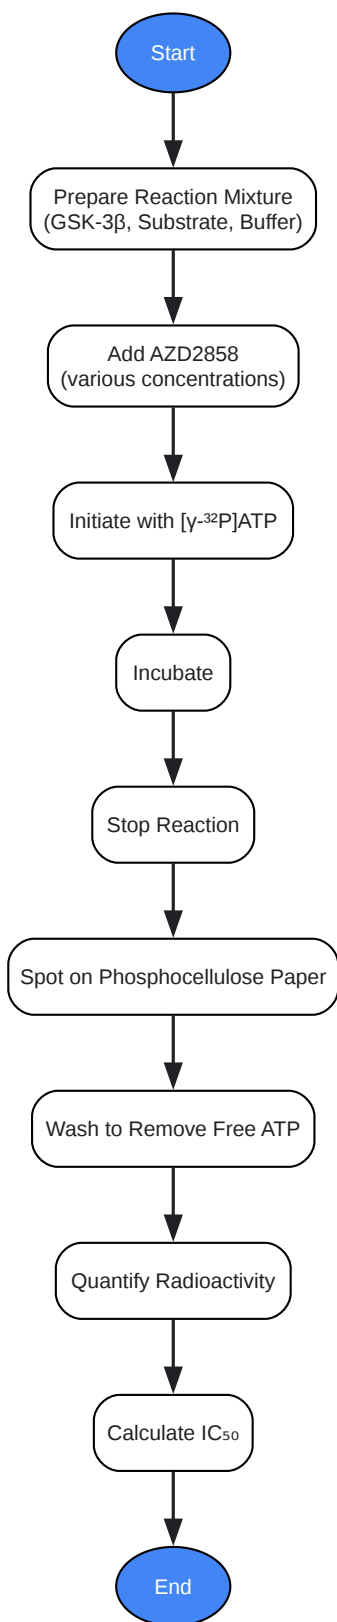 Start
Prepare Reaction Mixture
(GSK-3β, Substrate, Buffer)
Add AZD2858
(various concentrations)
Initiate with [γ-³²P]ATP
Incubate
Stop Reaction
Spot on Phosphocellulose Paper
Wash to Remove Free ATP
Quantify Radioactivity
Calculate IC₅₀
End